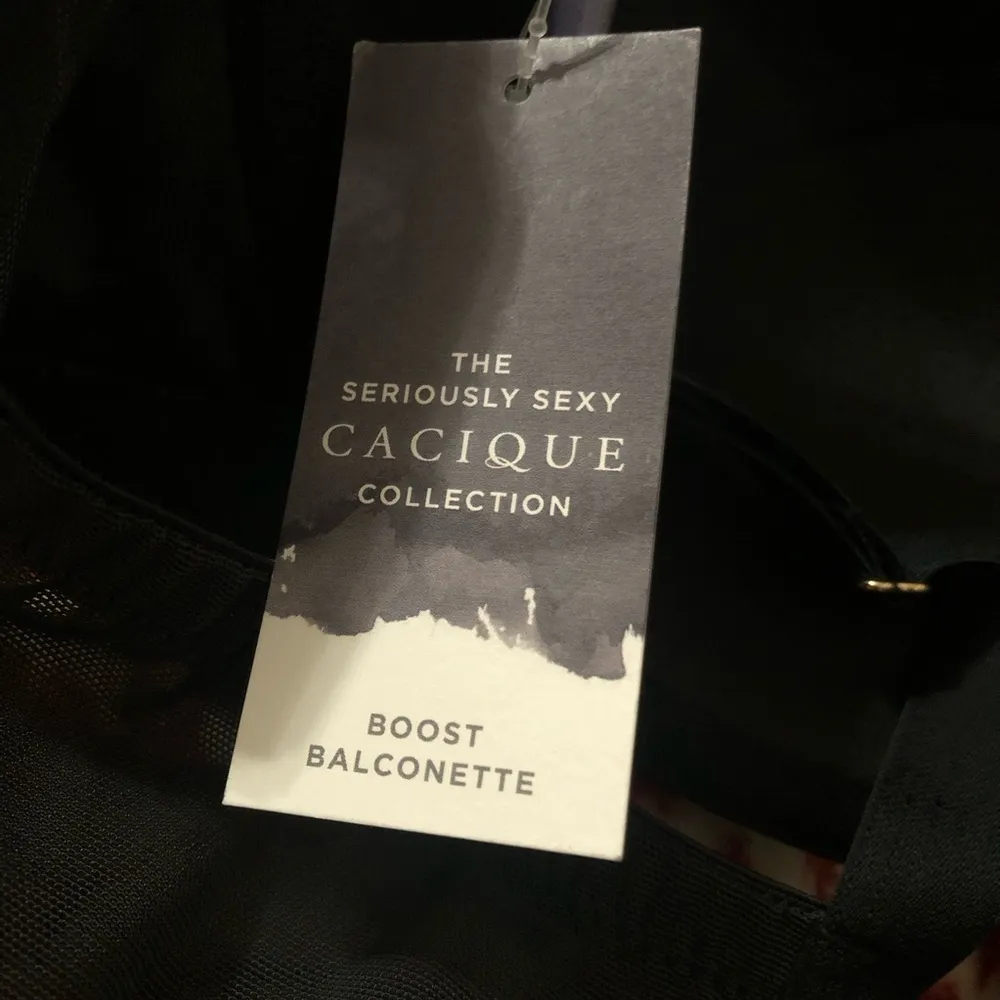 THE
SERIOUSLY SEXY
CACIQUE
COLLECTION
BOOST
BALCONETTE